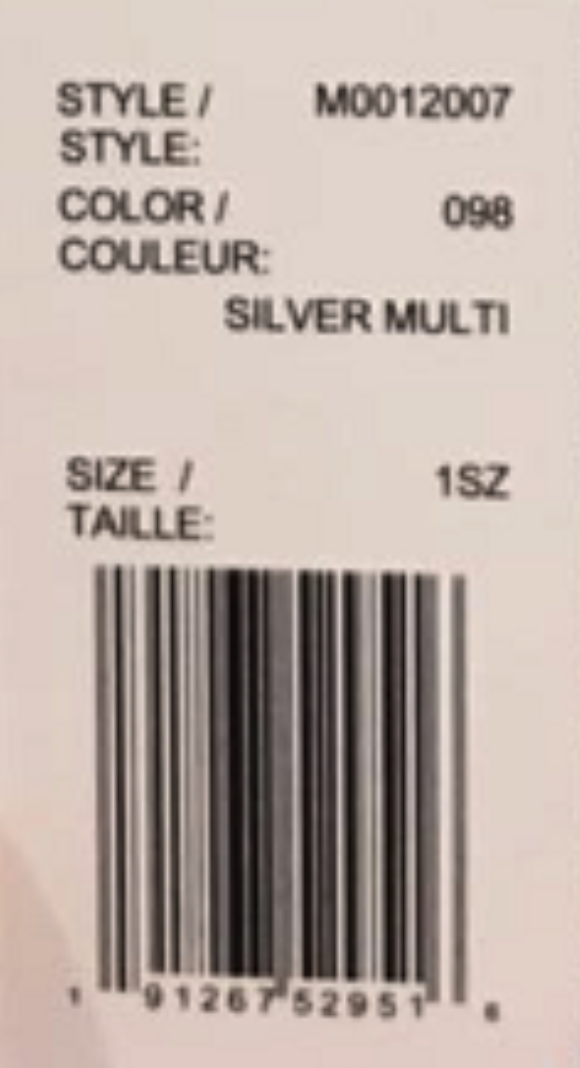 STYLE / M0012007
STYLE:
COLOR / 098
COULEUR:
SILVER MULTI
SIZE / 1SZ
TAILLE:
1 91267 52951 6